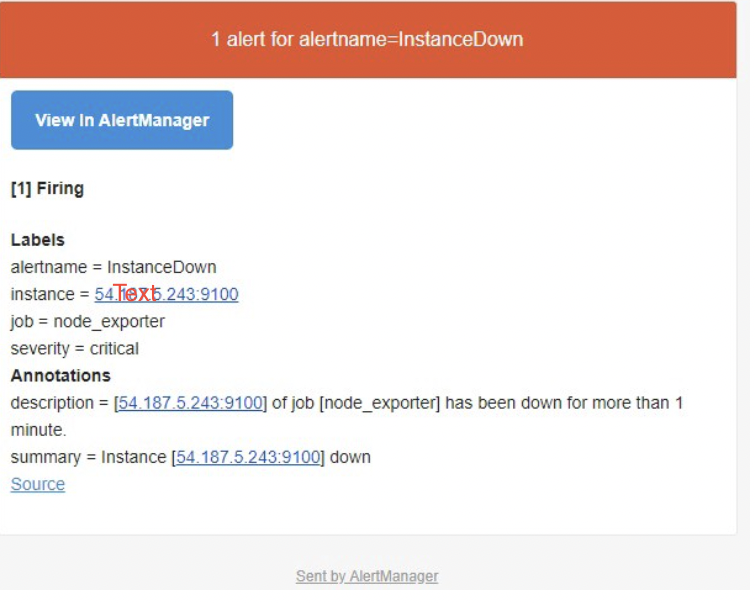 1 alert for alertname=InstanceDown
View In AlertManager
[1] Firing
Labels
alertname = InstanceDown
instance = 54.187.5.243:9100
Text
job = node_exporter
severity = critical
Annotations
description = [54.187.5.243:9100] of job [node_exporter] has been down for more than 1
minute.
summary = Instance [54.187.5.243:9100] down
Source
Sent by AlertManager